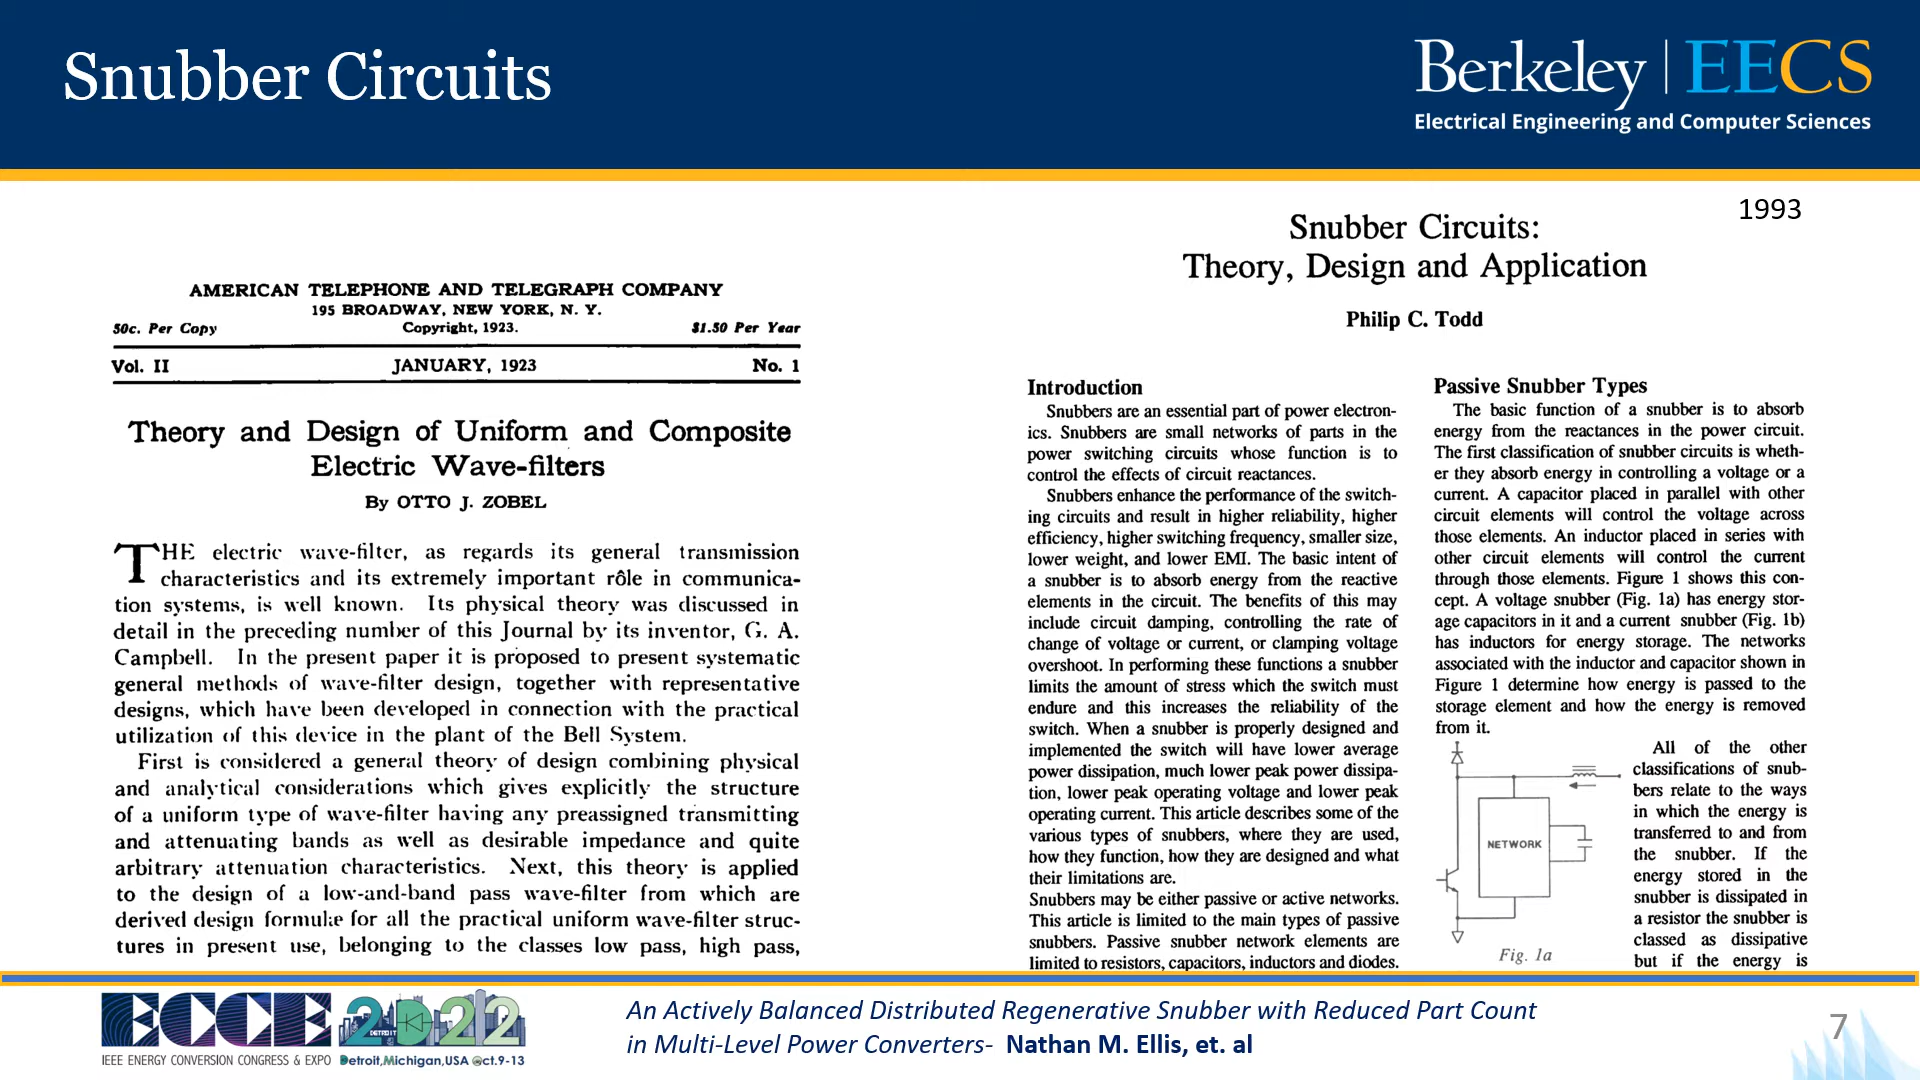 Snubber Circuits
Berkeley EECS
Electrical Engineering and Computer Sciences
AMERICAN TELEPHONE AND TELEGRAPH COMPANY
195 BROADWAY, NEW YORK, N. Y.
50c. Per Copy Copyright, 1923. $1.50 Per Year
Vol. II JANUARY, 1923 No. 1
Theory and Design of Uniform and Composite
Electric Wave-filters
By OTTO J. ZOBEL
THE electric wave-filter, as regards its general transmission
characteristics and its extremely important rôle in communica-
tion systems, is well known. Its physical theory was discussed in
detail in the preceding number of this Journal by its inventor, G. A.
Campbell. In the present paper it is proposed to present systematic
general methods of wave-filter design, together with representative
designs, which have been developed in connection with the practical
utilization of this device in the plant of the Bell System.
First is considered a general theory of design combining physical
and analytical considerations which gives explicitly the structure
of a uniform type of wave-filter having any preassigned transmitting
and attenuating bands as well as desirable impedance and quite
arbitrary attenuation characteristics. Next, this theory is applied
to the design of a low-and-band pass wave-filter from which are
derived design formulæ for all the practical uniform wave-filter struc-
tures in present use, belonging to the classes low pass, high pass,
1993
Snubber Circuits:
Theory, Design and Application
Philip C. Todd
Introduction
Snubbers are an essential part of power electron-
ics. Snubbers are small networks of parts in the
power switching circuits whose function is to
control the effects of circuit reactances.
Snubbers enhance the performance of the switch-
ing circuits and result in higher reliability, higher
efficiency, higher switching frequency, smaller size,
lower weight, and lower EMI. The basic intent of
a snubber is to absorb energy from the reactive
elements in the circuit. The benefits of this may
include circuit damping, controlling the rate of
change of voltage or current, or clamping voltage
overshoot. In performing these functions a snubber
limits the amount of stress which the switch must
endure and this increases the reliability of the
switch. When a snubber is properly designed and
implemented the switch will have lower average
power dissipation, much lower peak power dissipa-
tion, lower peak operating voltage and lower peak
operating current. This article describes some of the
various types of snubbers, where they are used,
how they function, how they are designed and what
their limitations are.
Snubbers may be either passive or active networks.
This article is limited to the main types of passive
snubbers. Passive snubber network elements are
limited to resistors, capacitors, inductors and diodes.
Passive Snubber Types
The basic function of a snubber is to absorb
energy from the reactances in the power circuit.
The first classification of snubber circuits is wheth-
er they absorb energy in controlling a voltage or a
current. A capacitor placed in parallel with other
circuit elements will control the voltage across
those elements. An inductor placed in series with
other circuit elements will control the current
through those elements. Figure 1 shows this con-
cept. A voltage snubber (Fig. 1a) has energy stor-
age capacitors in it and a current snubber (Fig. 1b)
has inductors for energy storage. The networks
associated with the inductor and capacitor shown in
Figure 1 determine how energy is passed to the
storage element and how the energy is removed
from it.
All of the other
classifications of snub-
bers relate to the ways
in which the energy is
transferred to and from
the snubber. If the
energy stored in the
snubber is dissipated in
a resistor the snubber is
classed as dissipative
but if the energy is
NETWORK
Fig. 1a
ECCE 2022
DETROIT
IEEE ENERGY CONVERSION CONGRESS & EXPO Detroit,Michigan,USA Oct.9-13
An Actively Balanced Distributed Regenerative Snubber with Reduced Part Count
in Multi-Level Power Converters- Nathan M. Ellis, et. al
7